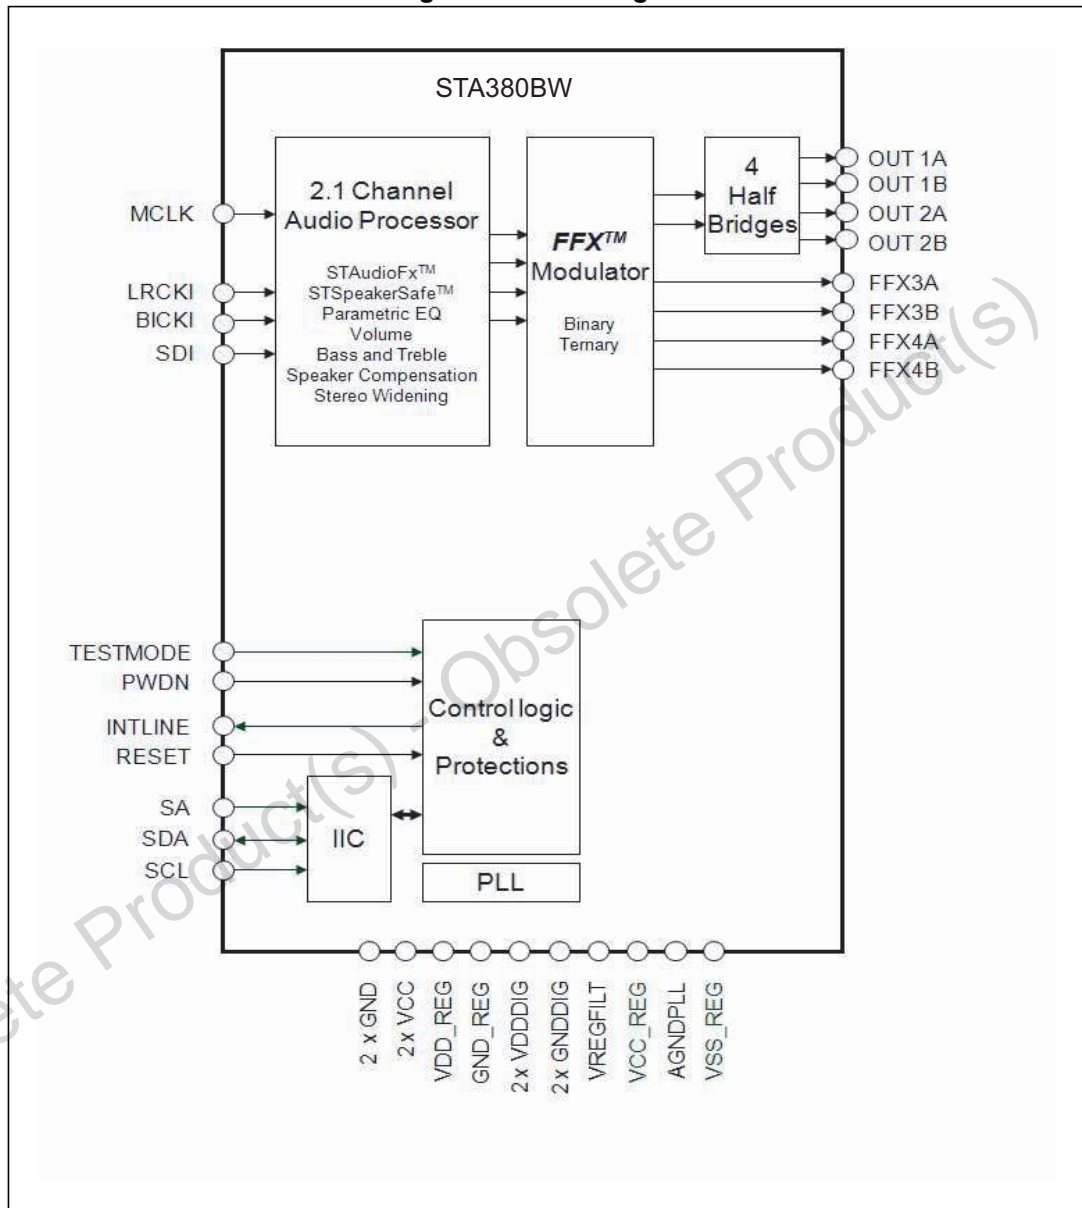 STA380BW
2.1 Channel
Audio Processor
STAudioFx™
STSpeakerSafe™
Parametric EQ
Volume
Bass and Treble
Speaker Compensation
Stereo Widening
FFX™
Modulator
Binary
Ternary
4
Half
Bridges
MCLK
LRCKI
BICKI
SDI
OUT 1A
OUT 1B
OUT 2A
OUT 2B
FFX3A
FFX3B
FFX4A
FFX4B
TESTMODE
PWDN
INTLINE
RESET
SA
SDA
SCL
Control logic
&
Protections
IIC
PLL
2 x GND
2 x VCC
VDD_REG
GND_REG
2 x VDDDIG
2 x GNDDIG
VREGFILT
VCC_REG
AGNDPLL
VSS_REG
Product(s) - Obsolete Product(s)